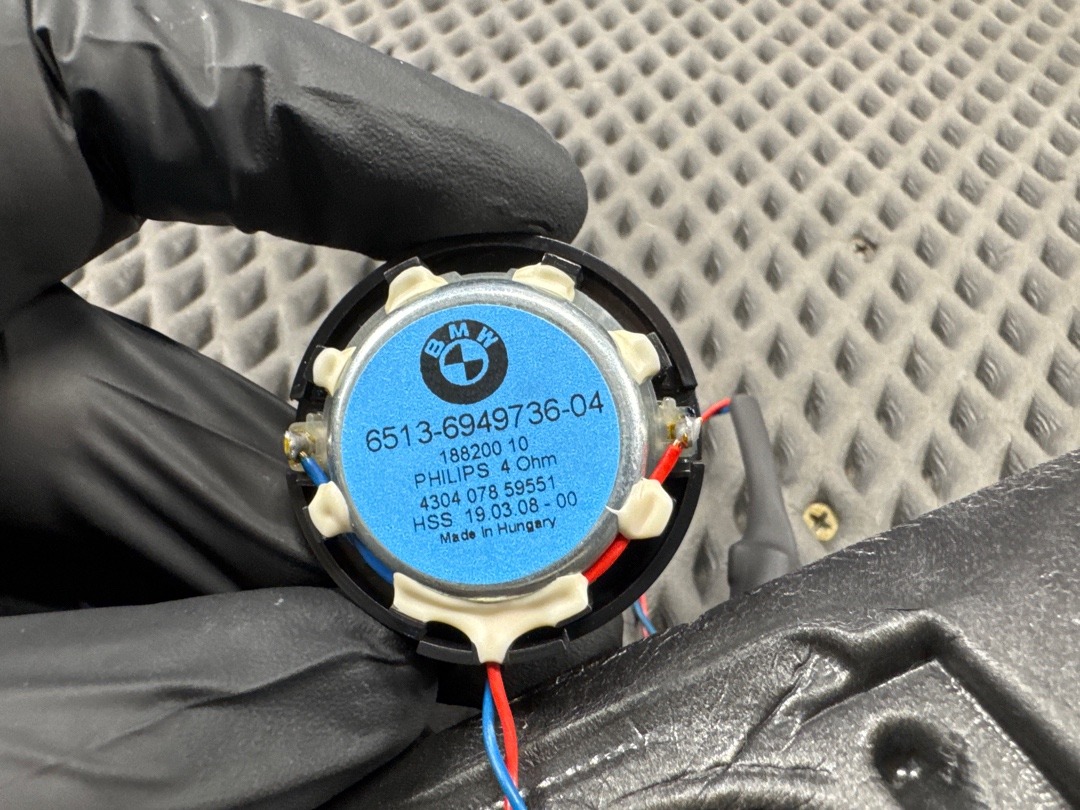 BMW
6513-6949736-04
188200 10
PHILIPS 4 Ohm
4304 078 59551
HSS 19.03.08 - 00
Made in Hungary